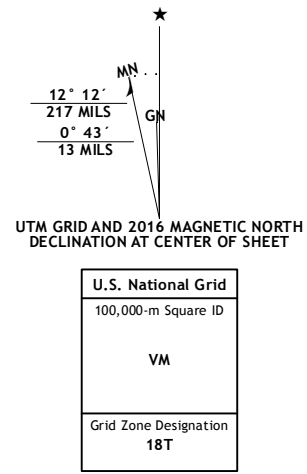 ★
MN
GN
12° 12´
217 MILS
0° 43´
13 MILS
UTM GRID AND 2016 MAGNETIC NORTH
DECLINATION AT CENTER OF SHEET
U.S. National Grid
100,000-m Square ID
VM
Grid Zone Designation
18T